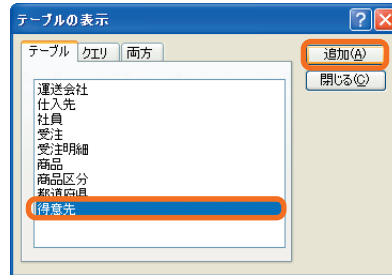 テーブルの表示
テーブル クエリ 両方
追加(A)
閉じる(C)
運送会社
仕入先
社員
受注
受注明細
商品
商品区分
都道府県
得意先